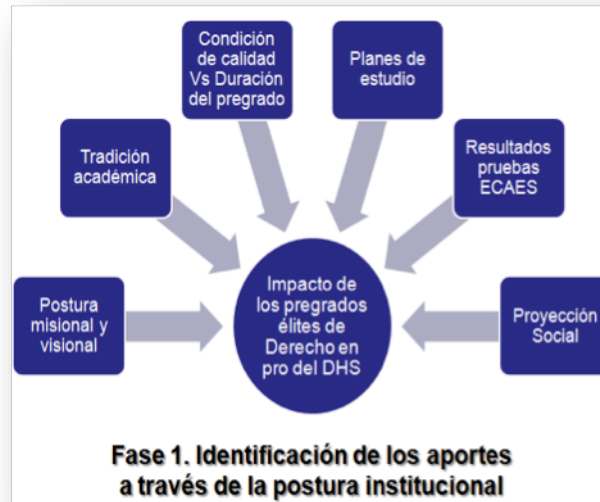 Condición
de calidad
Vs Duración
del pregrado
Planes de
estudio
Tradición
académica
Resultados
pruebas
ECAES
Postura
misional y
visional
Impacto de
los pregrados
élites de
Derecho en
pro del DHS
Proyección
Social
Fase 1. Identificación de los aportes
a través de la postura institucional